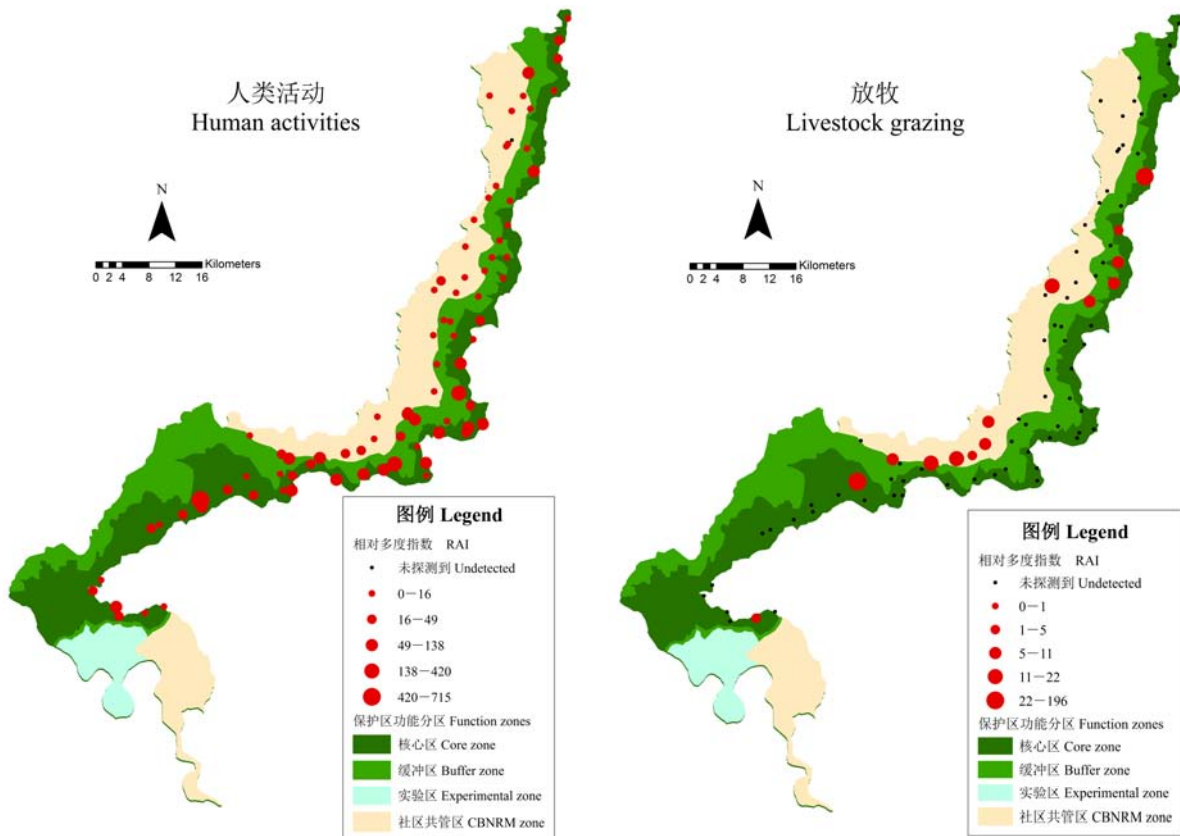 人类活动
Human activities
N
Kilometers
0 2 4 8 12 16
图例 Legend
相对多度指数 RAI
未探测到 Undetected
0－16
16－49
49－138
138－420
420－715
保护区功能分区 Function zones
核心区 Core zone
缓冲区 Buffer zone
实验区 Experimental zone
社区共管区 CBNRM zone
放牧
Livestock grazing
N
Kilometers
0 2 4 8 12 16
图例 Legend
相对多度指数 RAI
未探测到 Undetected
0－1
1－5
5－11
11－22
22－196
保护区功能分区 Function zones
核心区 Core zone
缓冲区 Buffer zone
实验区 Experimental zone
社区共管区 CBNRM zone